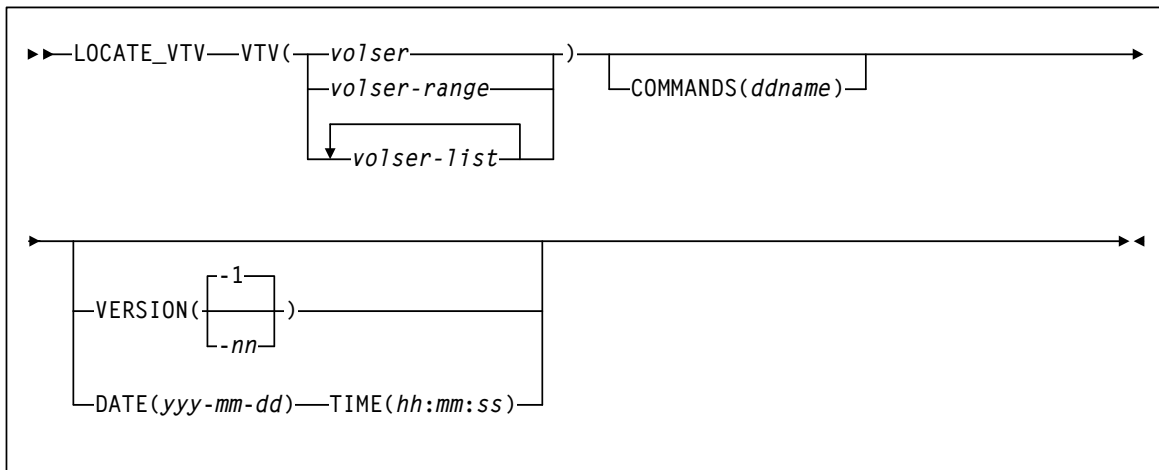 LOCATE_VTV VTV( volser )
volser-range COMMANDS(ddname)
volser-list
-1
VERSION( )
-nn
DATE(yyy-mm-dd) TIME(hh:mm:ss)